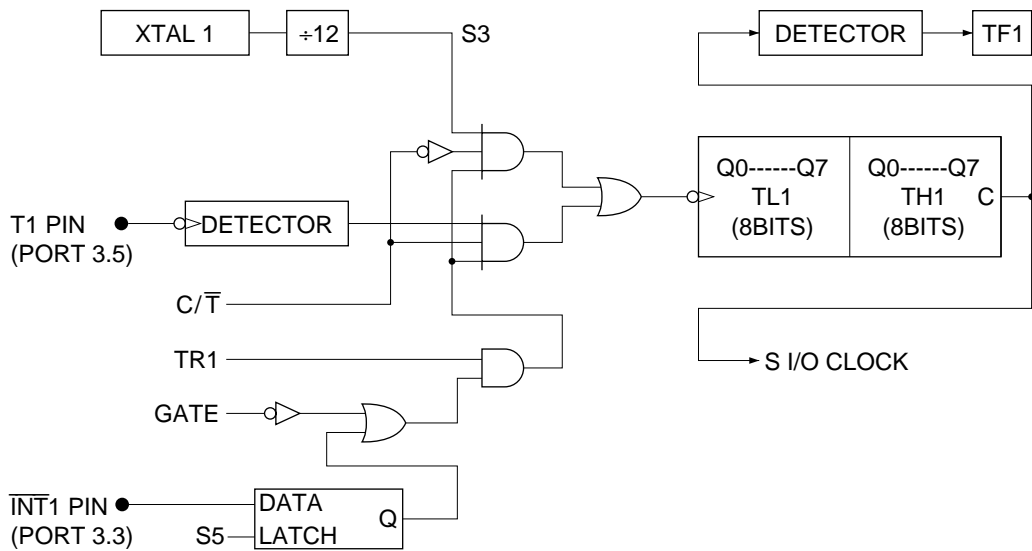 XTAL 1
÷12
S3
DETECTOR
TF1
Q0------Q7
TL1
(8BITS)
Q0------Q7
TH1
(8BITS)
C
T1 PIN
(PORT 3.5)
DETECTOR
C/T̅
TR1
S I/O CLOCK
GATE
I̅N̅T̅1 PIN
(PORT 3.3)
DATA
LATCH
Q
S5